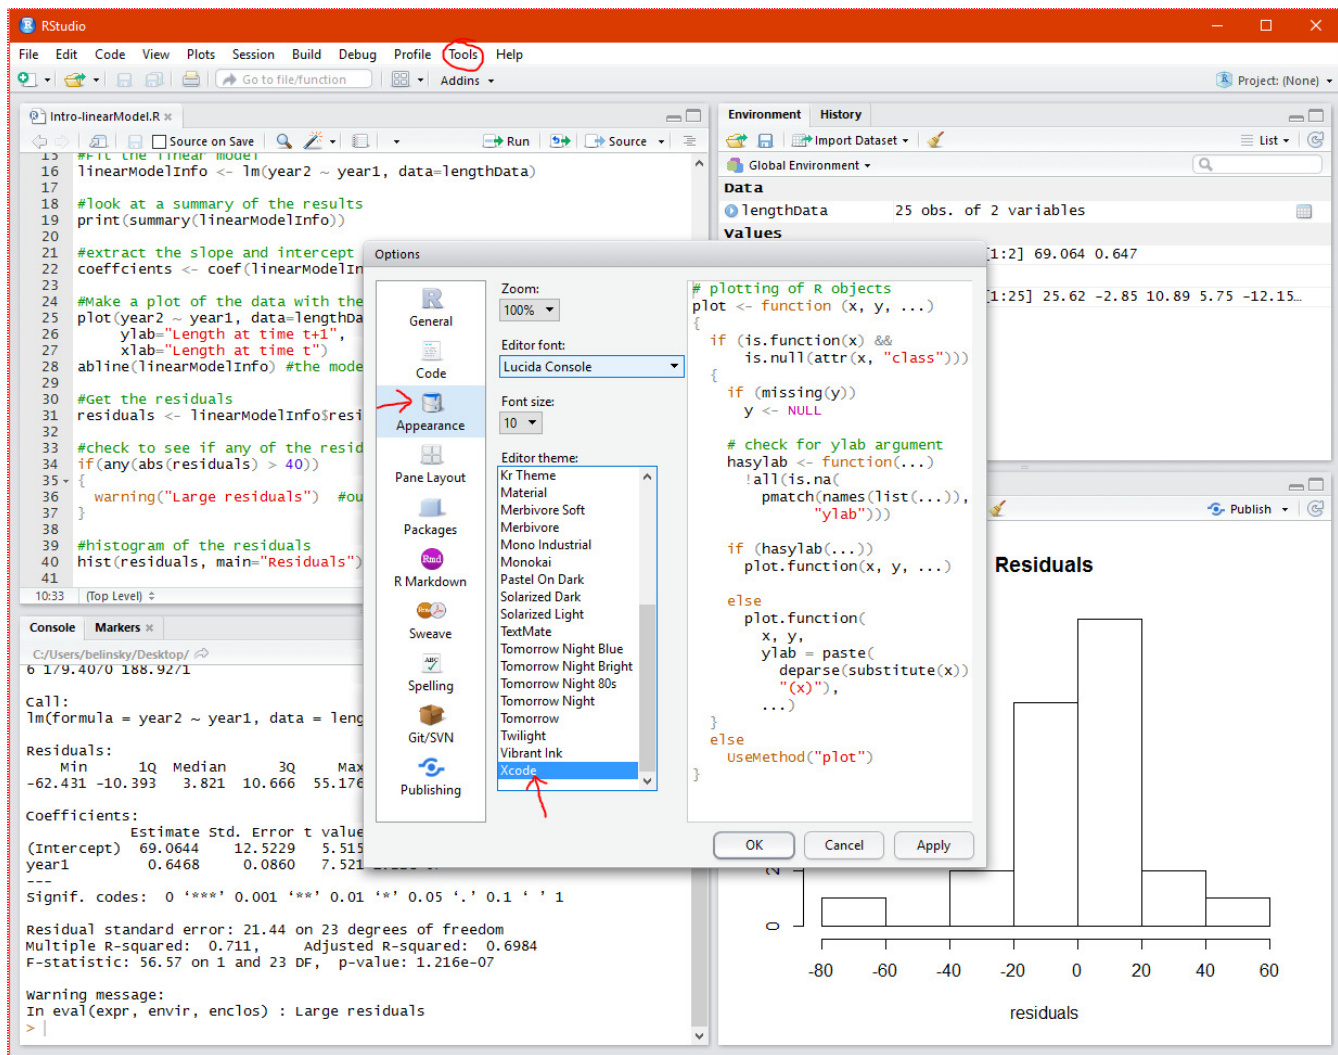 RStudio
File Edit Code View Plots Session Build Debug Profile Tools Help
Go to file/function Addins Project: (None)
Intro-linearModel.R
Source on Save Run Source
15 #Fit the linear model
16 linearModelInfo <- lm(year2 ~ year1, data=lengthData)
17
18 #look at a summary of the results
19 print(summary(linearModelInfo))
20
21 #extract the slope and intercept
22 coeffcients <- coef(linearModelIn
23
24 #Make a plot of the data with the
25 plot(year2 ~ year1, data=lengthDa
26 ylab="Length at time t+1",
27 xlab="Length at time t")
28 abline(linearModelInfo) #the mode
29
30 #Get the residuals
31 residuals <- linearModelInfo$resi
32
33 #check to see if any of the resid
34 if(any(abs(residuals) > 40))
35 {
36 warning("Large residuals") #ou
37 }
38
39 #histogram of the residuals
40 hist(residuals, main="Residuals")
41
10:33 (Top Level)
Console Markers
C:/Users/belinsky/Desktop/
6 179.4070 188.9271
Call:
lm(formula = year2 ~ year1, data = leng
Residuals:
Min 1Q Median 3Q Max
-62.431 -10.393 3.821 10.666 55.176
Coefficients:
Estimate Std. Error t value
(Intercept) 69.0644 12.5229 5.515
year1 0.6468 0.0860 7.521
---
Signif. codes: 0 ‘***’ 0.001 ‘**’ 0.01 ‘*’ 0.05 ‘.’ 0.1 ‘ ’ 1
Residual standard error: 21.44 on 23 degrees of freedom
Multiple R-squared: 0.711, Adjusted R-squared: 0.6984
F-statistic: 56.57 on 1 and 23 DF, p-value: 1.216e-07
Warning message:
In eval(expr, envir, enclos) : Large residuals
>
Options
General
Code
Appearance
Pane Layout
Packages
Rmd
R Markdown
Sweave
ABC
Spelling
Git/SVN
Publishing
Zoom:
100%
Editor font:
Lucida Console
Font size:
10
Editor theme:
Kr Theme
Material
Merbivore Soft
Merbivore
Mono Industrial
Monokai
Pastel On Dark
Solarized Dark
Solarized Light
TextMate
Tomorrow Night Blue
Tomorrow Night Bright
Tomorrow Night 80s
Tomorrow Night
Tomorrow
Twilight
Vibrant Ink
Xcode
# plotting of R objects
plot <- function (x, y, ...)
{
if (is.function(x) &&
is.null(attr(x, "class")))
{
if (missing(y))
y <- NULL
# check for ylab argument
hasylab <- function(...)
!all(is.na(
pmatch(names(list(...)),
"ylab")))
if (hasylab(...))
plot.function(x, y, ...)
else
plot.function(
x, y,
ylab = paste(
deparse(substitute(x))
"(x)"),
...)
}
else
UseMethod("plot")
}
OK Cancel Apply
Environment History
Import Dataset List
Global Environment
Data
lengthData 25 obs. of 2 variables
Values
[1:2] 69.064 0.647
[1:25] 25.62 -2.85 10.89 5.75 -12.15…
Publish
Residuals
2
0
-80 -60 -40 -20 0 20 40 60
residuals